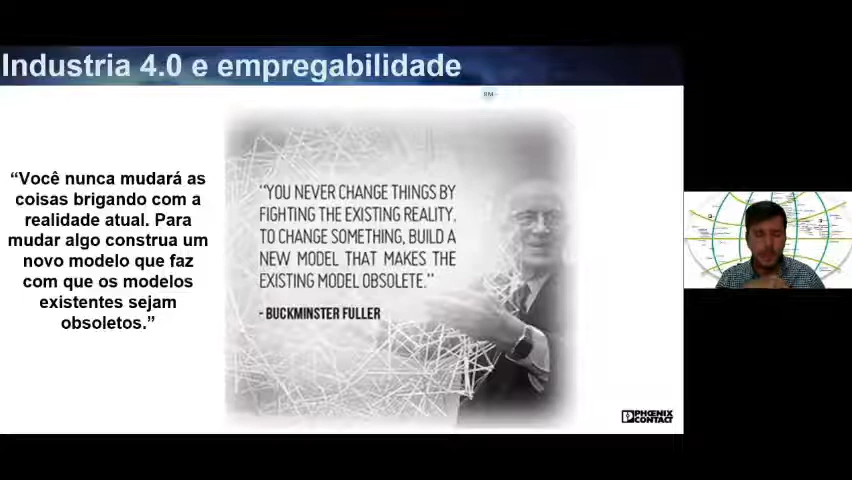 Industria 4.0 e empregabilidade
“Você nunca mudará as
coisas brigando com a
realidade atual. Para
mudar algo construa um
novo modelo que faz
com que os modelos
existentes sejam
obsoletos.”
“YOU NEVER CHANGE THINGS BY
FIGHTING THE EXISTING REALITY.
TO CHANGE SOMETHING, BUILD A
NEW MODEL THAT MAKES THE
EXISTING MODEL OBSOLETE.”
- BUCKMINSTER FULLER
PHŒNIX
CONTACT